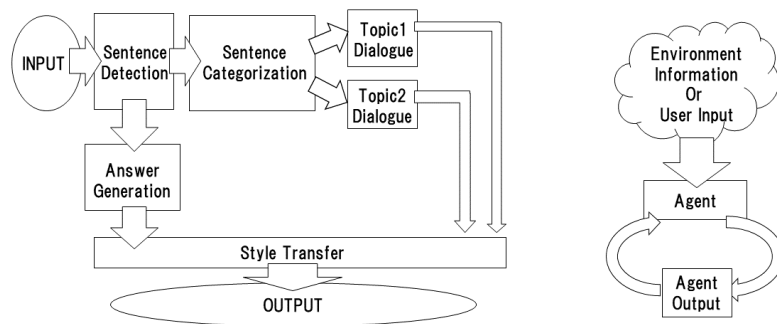 INPUT
Sentence
Detection
Sentence
Categorization
Topic1
Dialogue
Topic2
Dialogue
Answer
Generation
Style Transfer
OUTPUT
Environment
Information
Or
User Input
Agent
Agent
Output